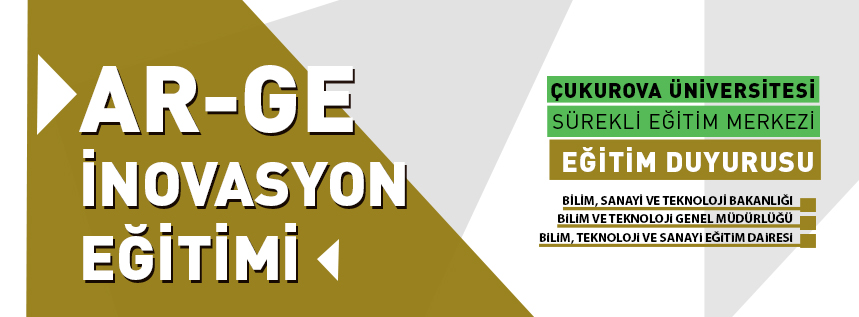 AR-GE
İNOVASYON
EĞİTİMİ
ÇUKUROVA ÜNİVERSİTESİ
SÜREKLİ EĞİTİM MERKEZİ
EĞİTİM DUYURUSU
BİLİM, SANAYİ VE TEKNOLOJİ BAKANLIĞI
BİLİM VE TEKNOLOJİ GENEL MÜDÜRLÜĞÜ
BİLİM, TEKNOLOJİ VE SANAYİ EĞİTİM DAİRESİ